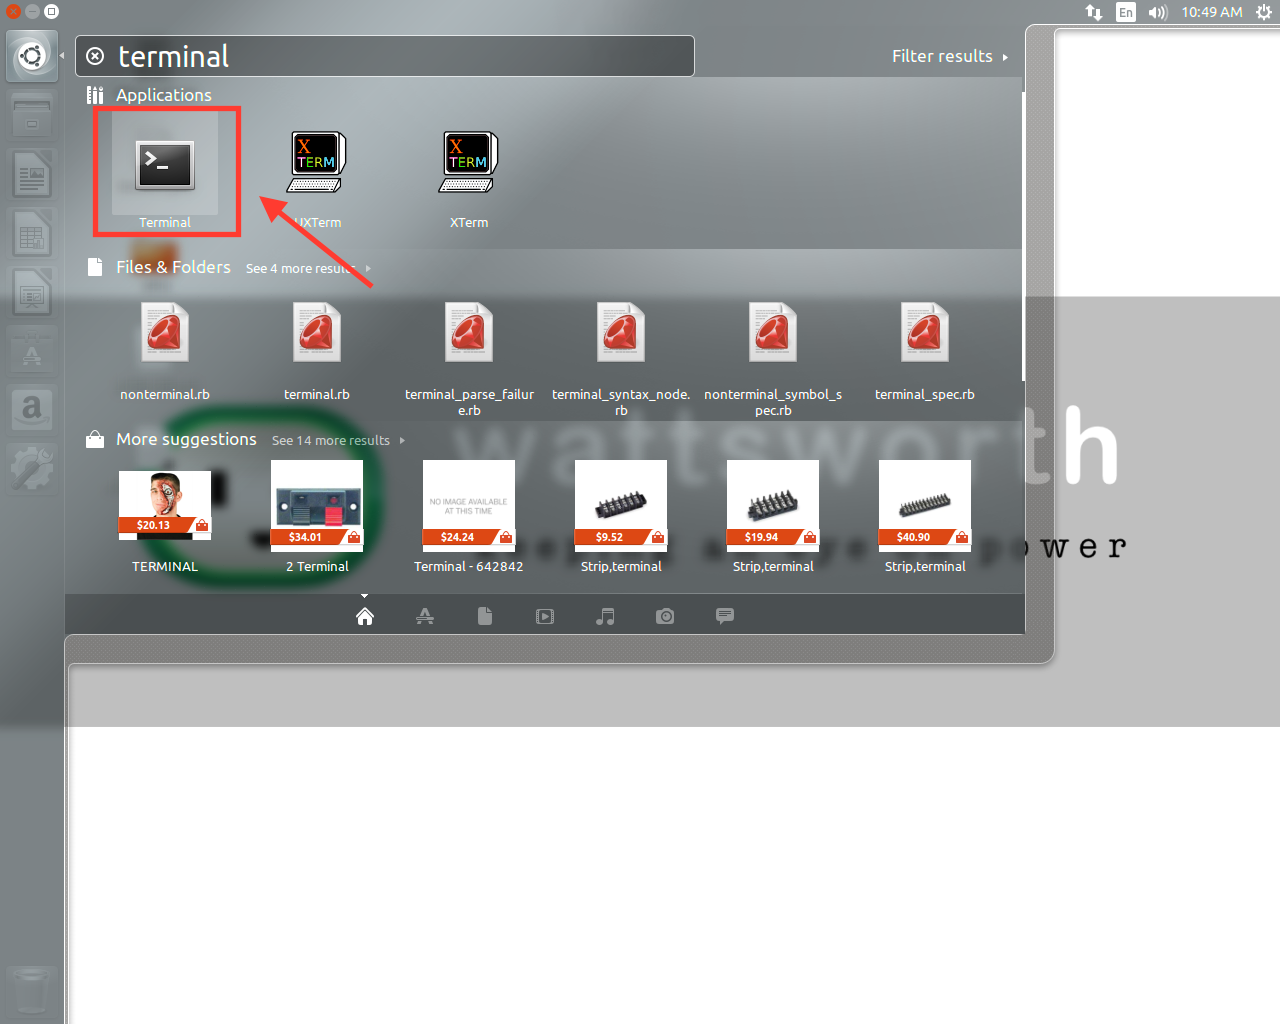 En 10:49 AM
terminal
Filter results
Applications
Terminal
UXTerm
XTerm
Files & Folders See 4 more results
nonterminal.rb
terminal.rb
terminal_parse_failur
e.rb
terminal_syntax_node.
rb
nonterminal_symbol_s
pec.rb
terminal_spec.rb
wattsworth
power
More suggestions See 14 more results
NO IMAGE AVAILABLE
AT THIS TIME
$20.13
$34.01
$24.24
$9.52
$19.94
$40.90
TERMINAL
2 Terminal
Terminal - 642842
Strip,terminal
Strip,terminal
Strip,terminal